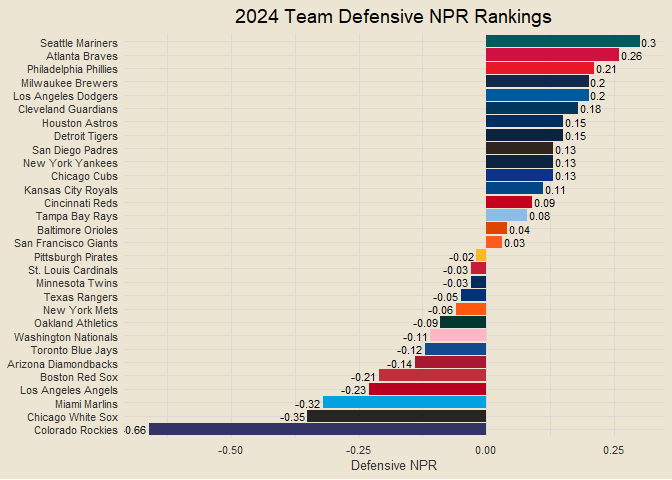 2024 Team Defensive NPR Rankings
Seattle Mariners 0.3
Atlanta Braves 0.26
Philadelphia Phillies 0.21
Milwaukee Brewers 0.2
Los Angeles Dodgers 0.2
Cleveland Guardians 0.18
Houston Astros 0.15
Detroit Tigers 0.15
San Diego Padres 0.13
New York Yankees 0.13
Chicago Cubs 0.13
Kansas City Royals 0.11
Cincinnati Reds 0.09
Tampa Bay Rays 0.08
Baltimore Orioles 0.04
San Francisco Giants 0.03
Pittsburgh Pirates -0.02
St. Louis Cardinals -0.03
Minnesota Twins -0.03
Texas Rangers -0.05
New York Mets -0.06
Oakland Athletics -0.09
Washington Nationals -0.11
Toronto Blue Jays -0.12
Arizona Diamondbacks -0.14
Boston Red Sox -0.21
Los Angeles Angels -0.23
Miami Marlins -0.32
Chicago White Sox -0.35
Colorado Rockies -0.66
-0.50 -0.25 0.00 0.25
Defensive NPR